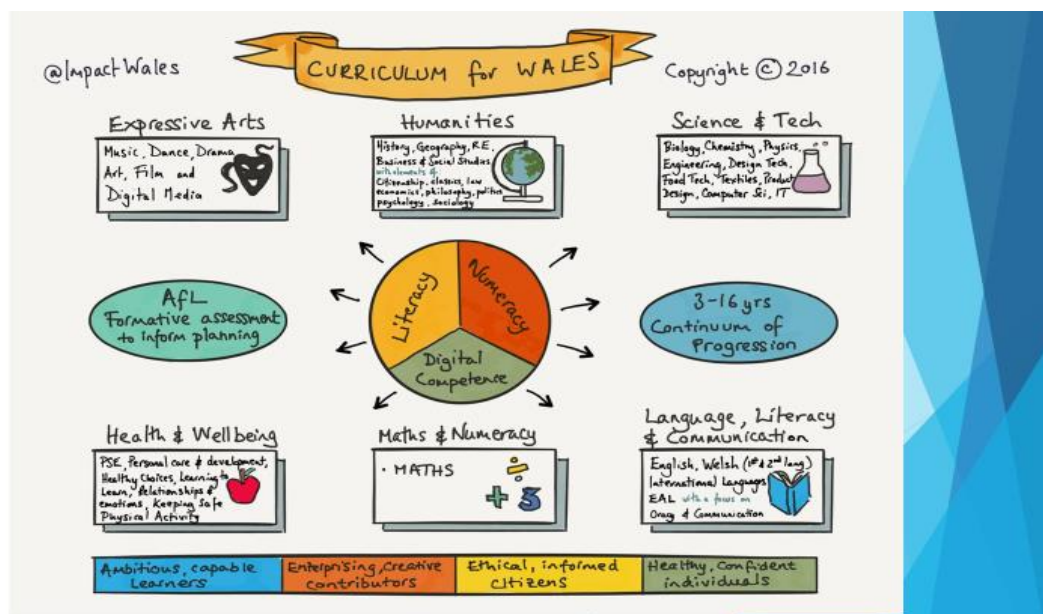 @ImpactWales
CURRICULUM for WALES
Copyright © 2016
Expressive Arts
Music, Dance, Drama
Art, Film and
Digital Media
Humanities
History, Geography, R.E,
Business & Social Studies
with elements of
Citizenship, classics, law
economics, philosophy, politics
psychology, sociology
Science & Tech
Biology, Chemistry, Physics,
Engineering, Design Tech,
Food Tech, Textiles, Product
Design, Computer Sci, IT
AfL
Formative assessment
to inform planning
Literacy
Numeracy
Digital
Competence
3-16 yrs
Continuum of
Progression
Health & Wellbeing
PSE, Personal care & development,
Healthy Choices, Learning to
Learn, Relationships &
emotions, Keeping Safe
Physical Activity
Maths & Numeracy
• MATHS
÷
+ 3
Language, Literacy
& Communication
English, Welsh (1st & 2nd lang)
International Languages
EAL with a focus on
Oracy & Communication
Ambitious, capable
Learners
Enterprising, Creative
contributors
Ethical, informed
citizens
Healthy, Confident
individuals